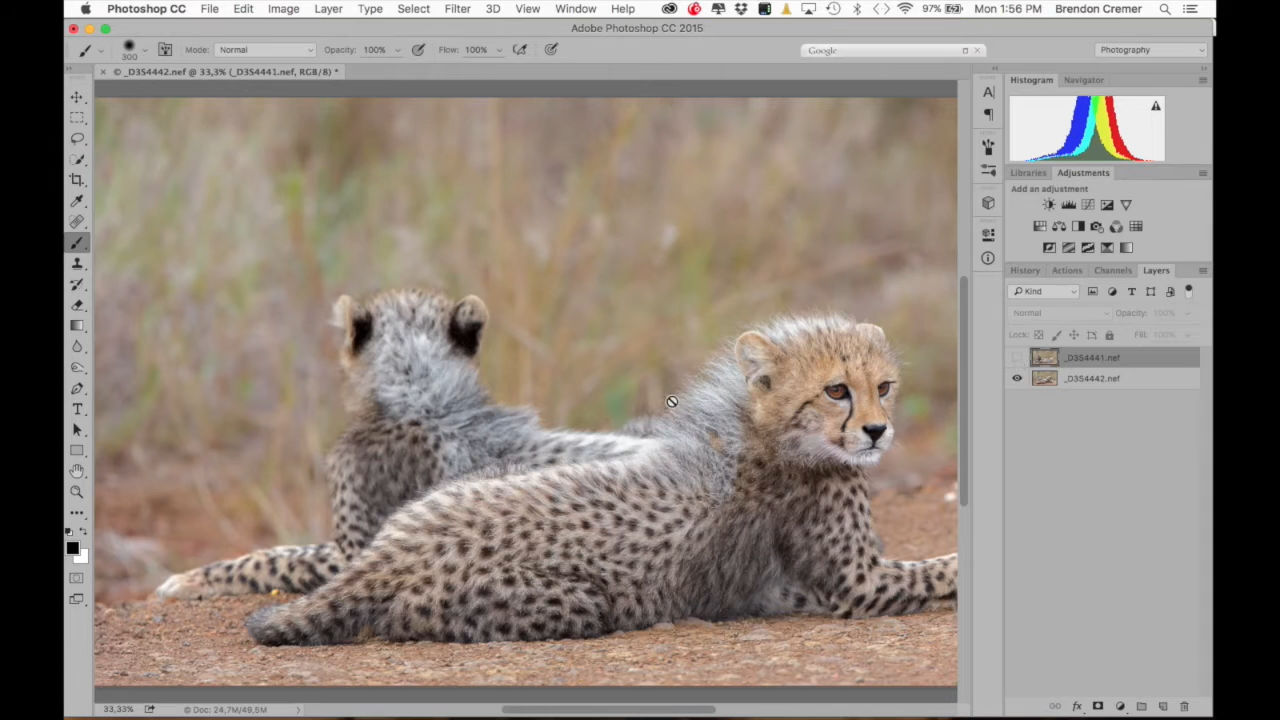 Photoshop CC File Edit Image Layer Type Select Filter 3D View Window Help 97% Mon 1:56 PM Brendon Cremer
Adobe Photoshop CC 2015
300 Mode: Normal Opacity: 100% Flow: 100% Google Photography
× © _D3S4442.nef @ 33,3% (_D3S4441.nef, RGB/8) *
Histogram Navigator
Libraries Adjustments
Add an adjustment
History Actions Channels Layers
Kind
Normal Opacity: 100%
Lock: Fill: 100%
_D3S4441.nef
_D3S4442.nef
33,33% © Doc: 24,7M/49,5M